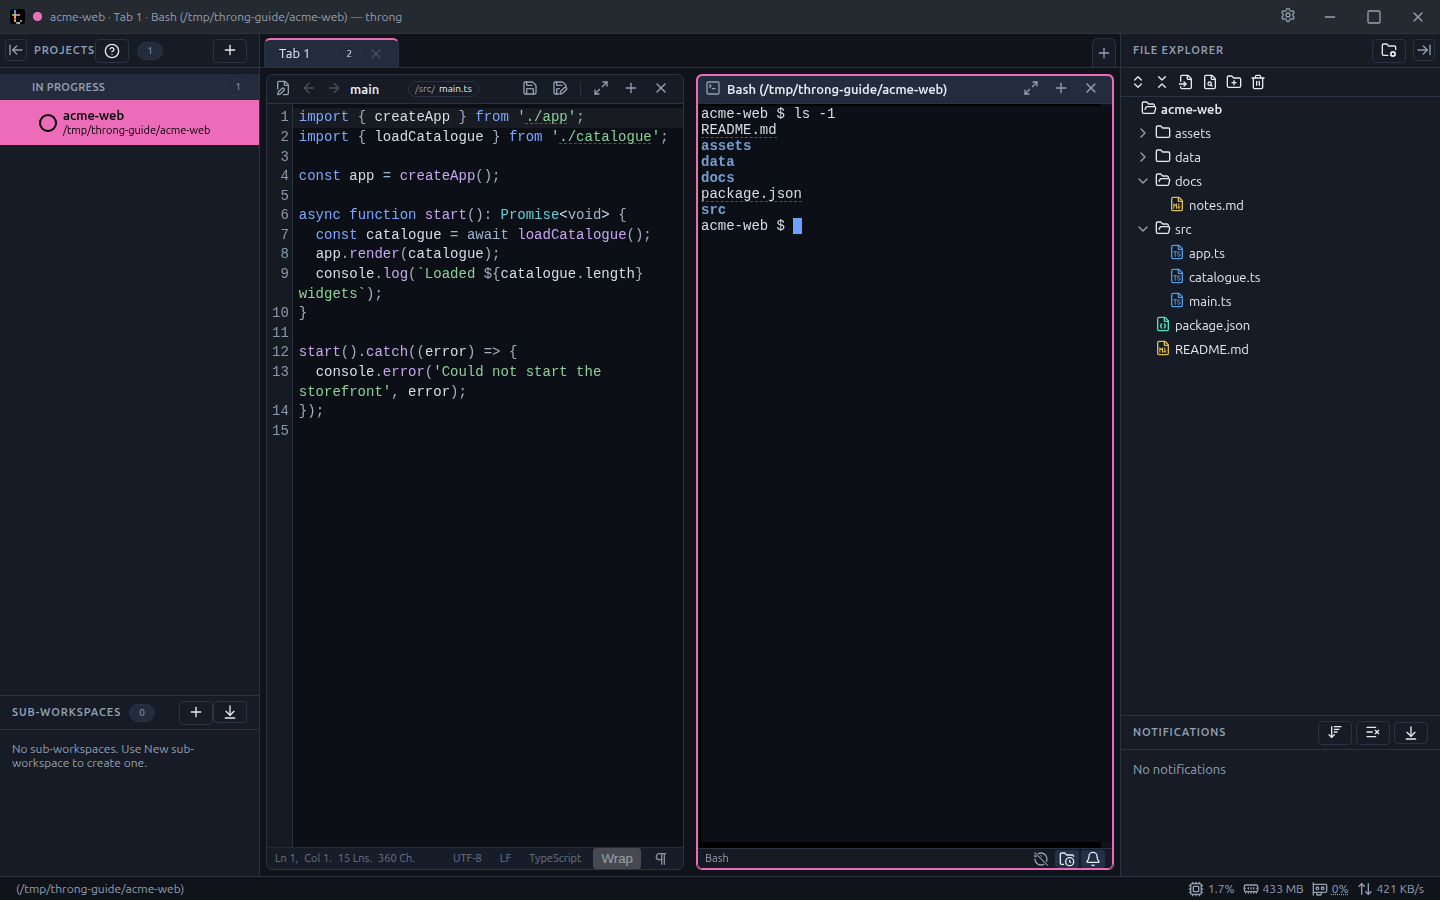 acme-web · Tab 1 · Bash (/tmp/throng-guide/acme-web) — throng
PROJECTS 1
IN PROGRESS 1
acme-web
/tmp/throng-guide/acme-web
SUB-WORKSPACES 0
No sub-workspaces. Use New sub-
workspace to create one.
Tab 1 2
main /src/ main.ts
1 import { createApp } from './app';
2 import { loadCatalogue } from './catalogue';
3
4 const app = createApp();
5
6 async function start(): Promise<void> {
7 const catalogue = await loadCatalogue();
8 app.render(catalogue);
9 console.log(`Loaded ${catalogue.length}
widgets`);
10 }
11
12 start().catch((error) => {
13 console.error('Could not start the
storefront', error);
14 });
15
Ln 1, Col 1. 15 Lns. 360 Ch. UTF-8 LF TypeScript Wrap ¶
Bash (/tmp/throng-guide/acme-web)
acme-web $ ls -1
README.md
assets
data
docs
package.json
src
acme-web $
Bash
FILE EXPLORER
acme-web
assets
data
docs
notes.md
src
app.ts
catalogue.ts
main.ts
package.json
README.md
NOTIFICATIONS
No notifications
(/tmp/throng-guide/acme-web) 1.7% 433 MB 0% 421 KB/s